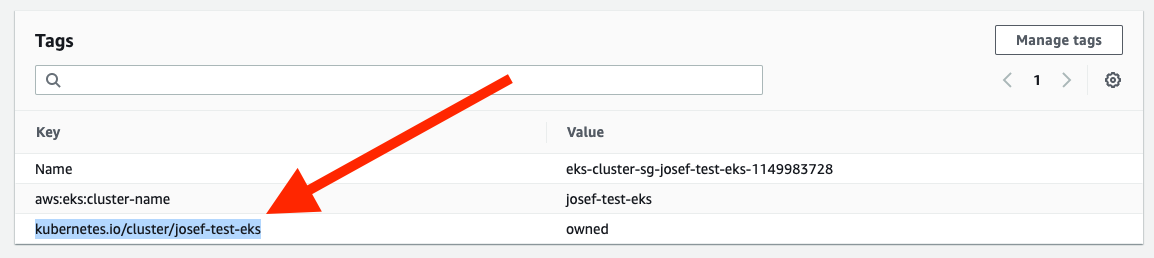 Tags
Manage tags
1
Key Value
Name eks-cluster-sg-josef-test-eks-1149983728
aws:eks:cluster-name josef-test-eks
kubernetes.io/cluster/josef-test-eks owned